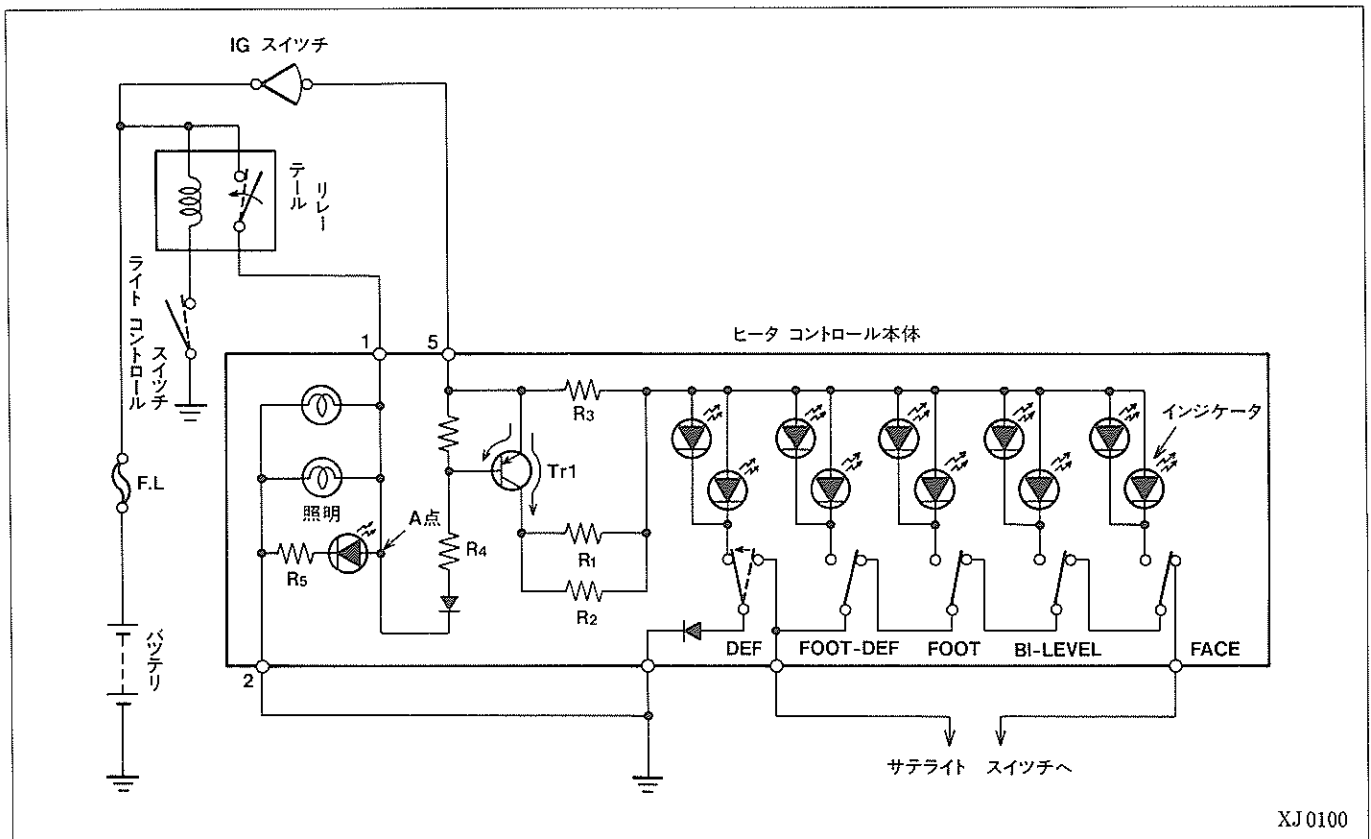 IG スイッチ
テール
リレー
ライト コントロール
スイッチ
1
5
ヒータ コントロール本体
R3
インジケータ
Tr1
F.L
照明
A点
R4
R1
R5
R2
バッテリ
DEF
FOOT-DEF
FOOT
BI-LEVEL
FACE
2
サテライト スイッチへ
XJ0100